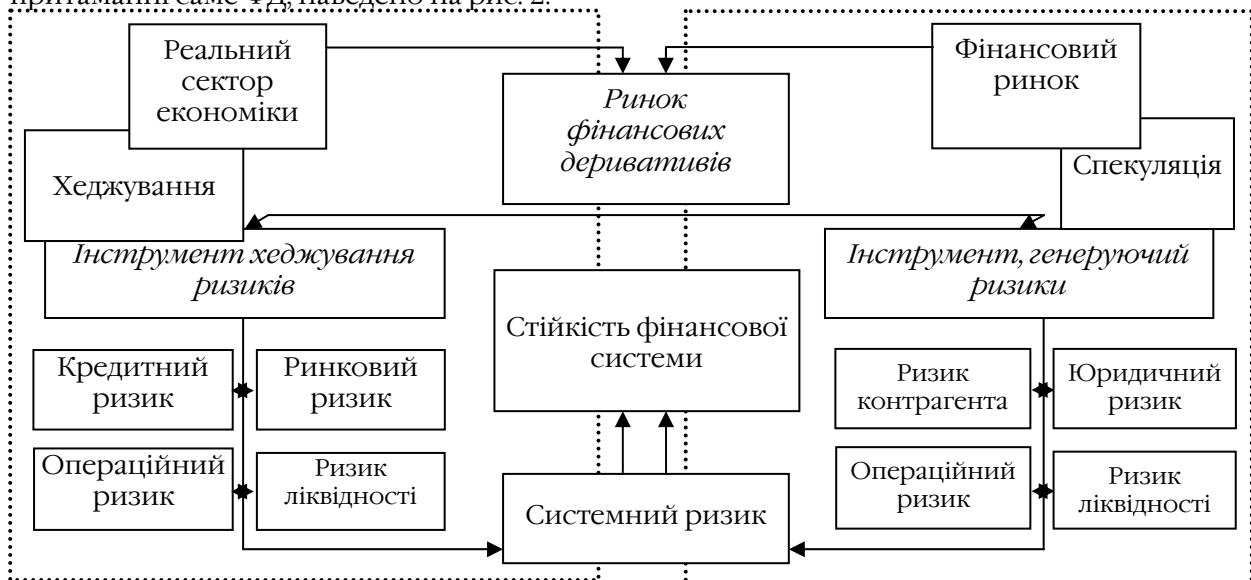 притаманні саме ФД, наведено на рис. 2.
Реальний
сектор
економіки
Фінансовий
ринок
Ринок
фінансових
деривативів
Хеджування
Спекуляція
Інструмент хеджування
ризиків
Інструмент, генеруючий
ризики
Стійкість фінансової
системи
Кредитний
ризик
Ринковий
ризик
Ризик
контрагента
Юридичний
ризик
Операційний
ризик
Ризик
ліквідності
Операційний
ризик
Ризик
ліквідності
Системний ризик